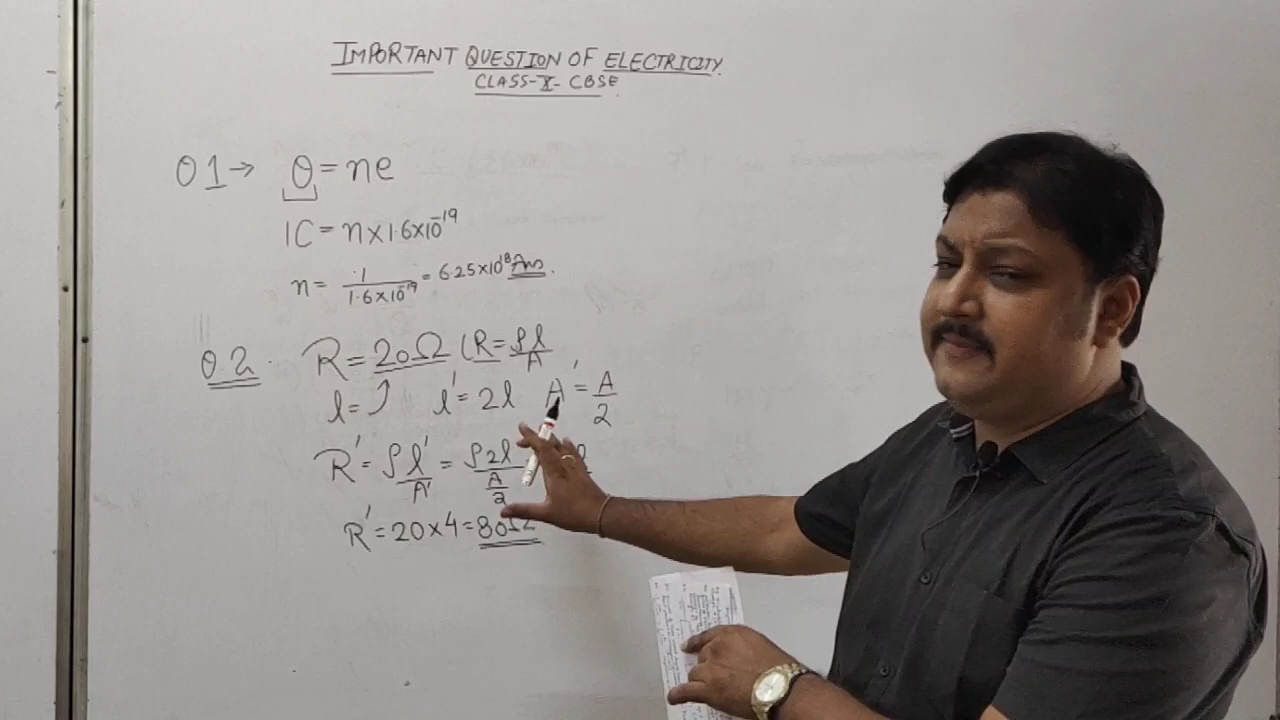 IMPORTANT QUESTION OF ELECTRICITY
CLASS-X-CBSE
Q1→ Q=ne
1C=n×1.6×10⁻¹⁹
n= 1/(1.6×10⁻¹⁹) = 6.25×10¹⁸ Ans.
Q2. R=20Ω (R=ρl/A
l= l'=2l A'=A/2
R'=ρl'/A'=ρ2l/(A/2) l
R'=20×4=80Ω